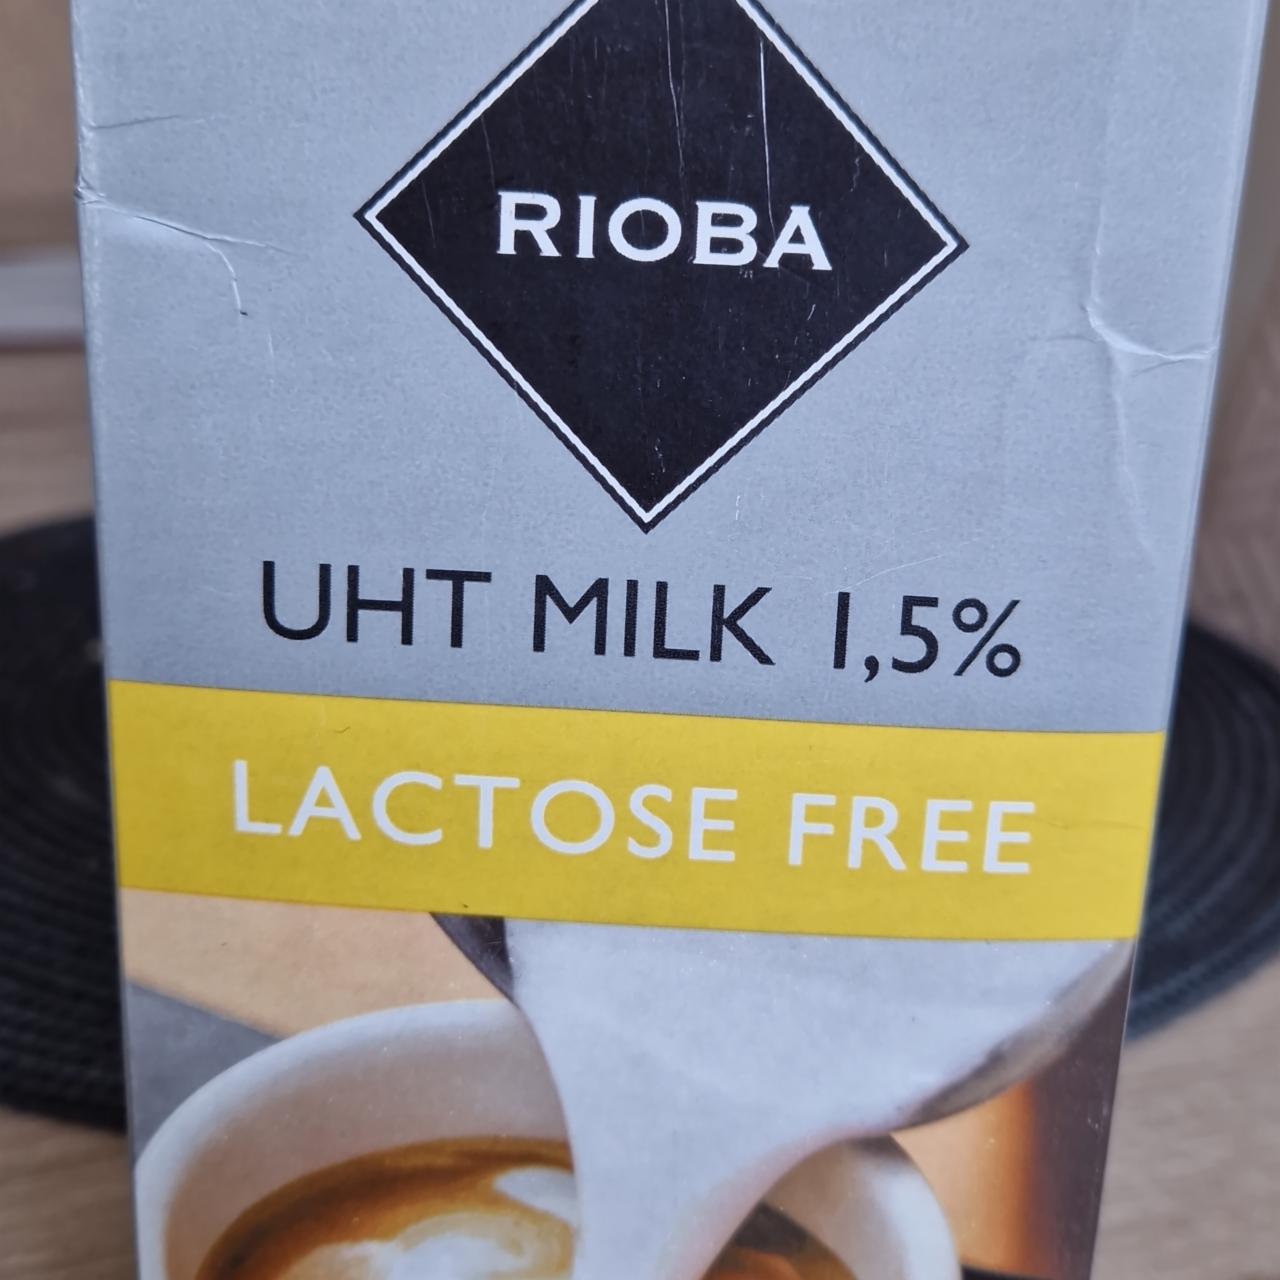 RIOBA
UHT MILK 1,5%
LACTOSE FREE